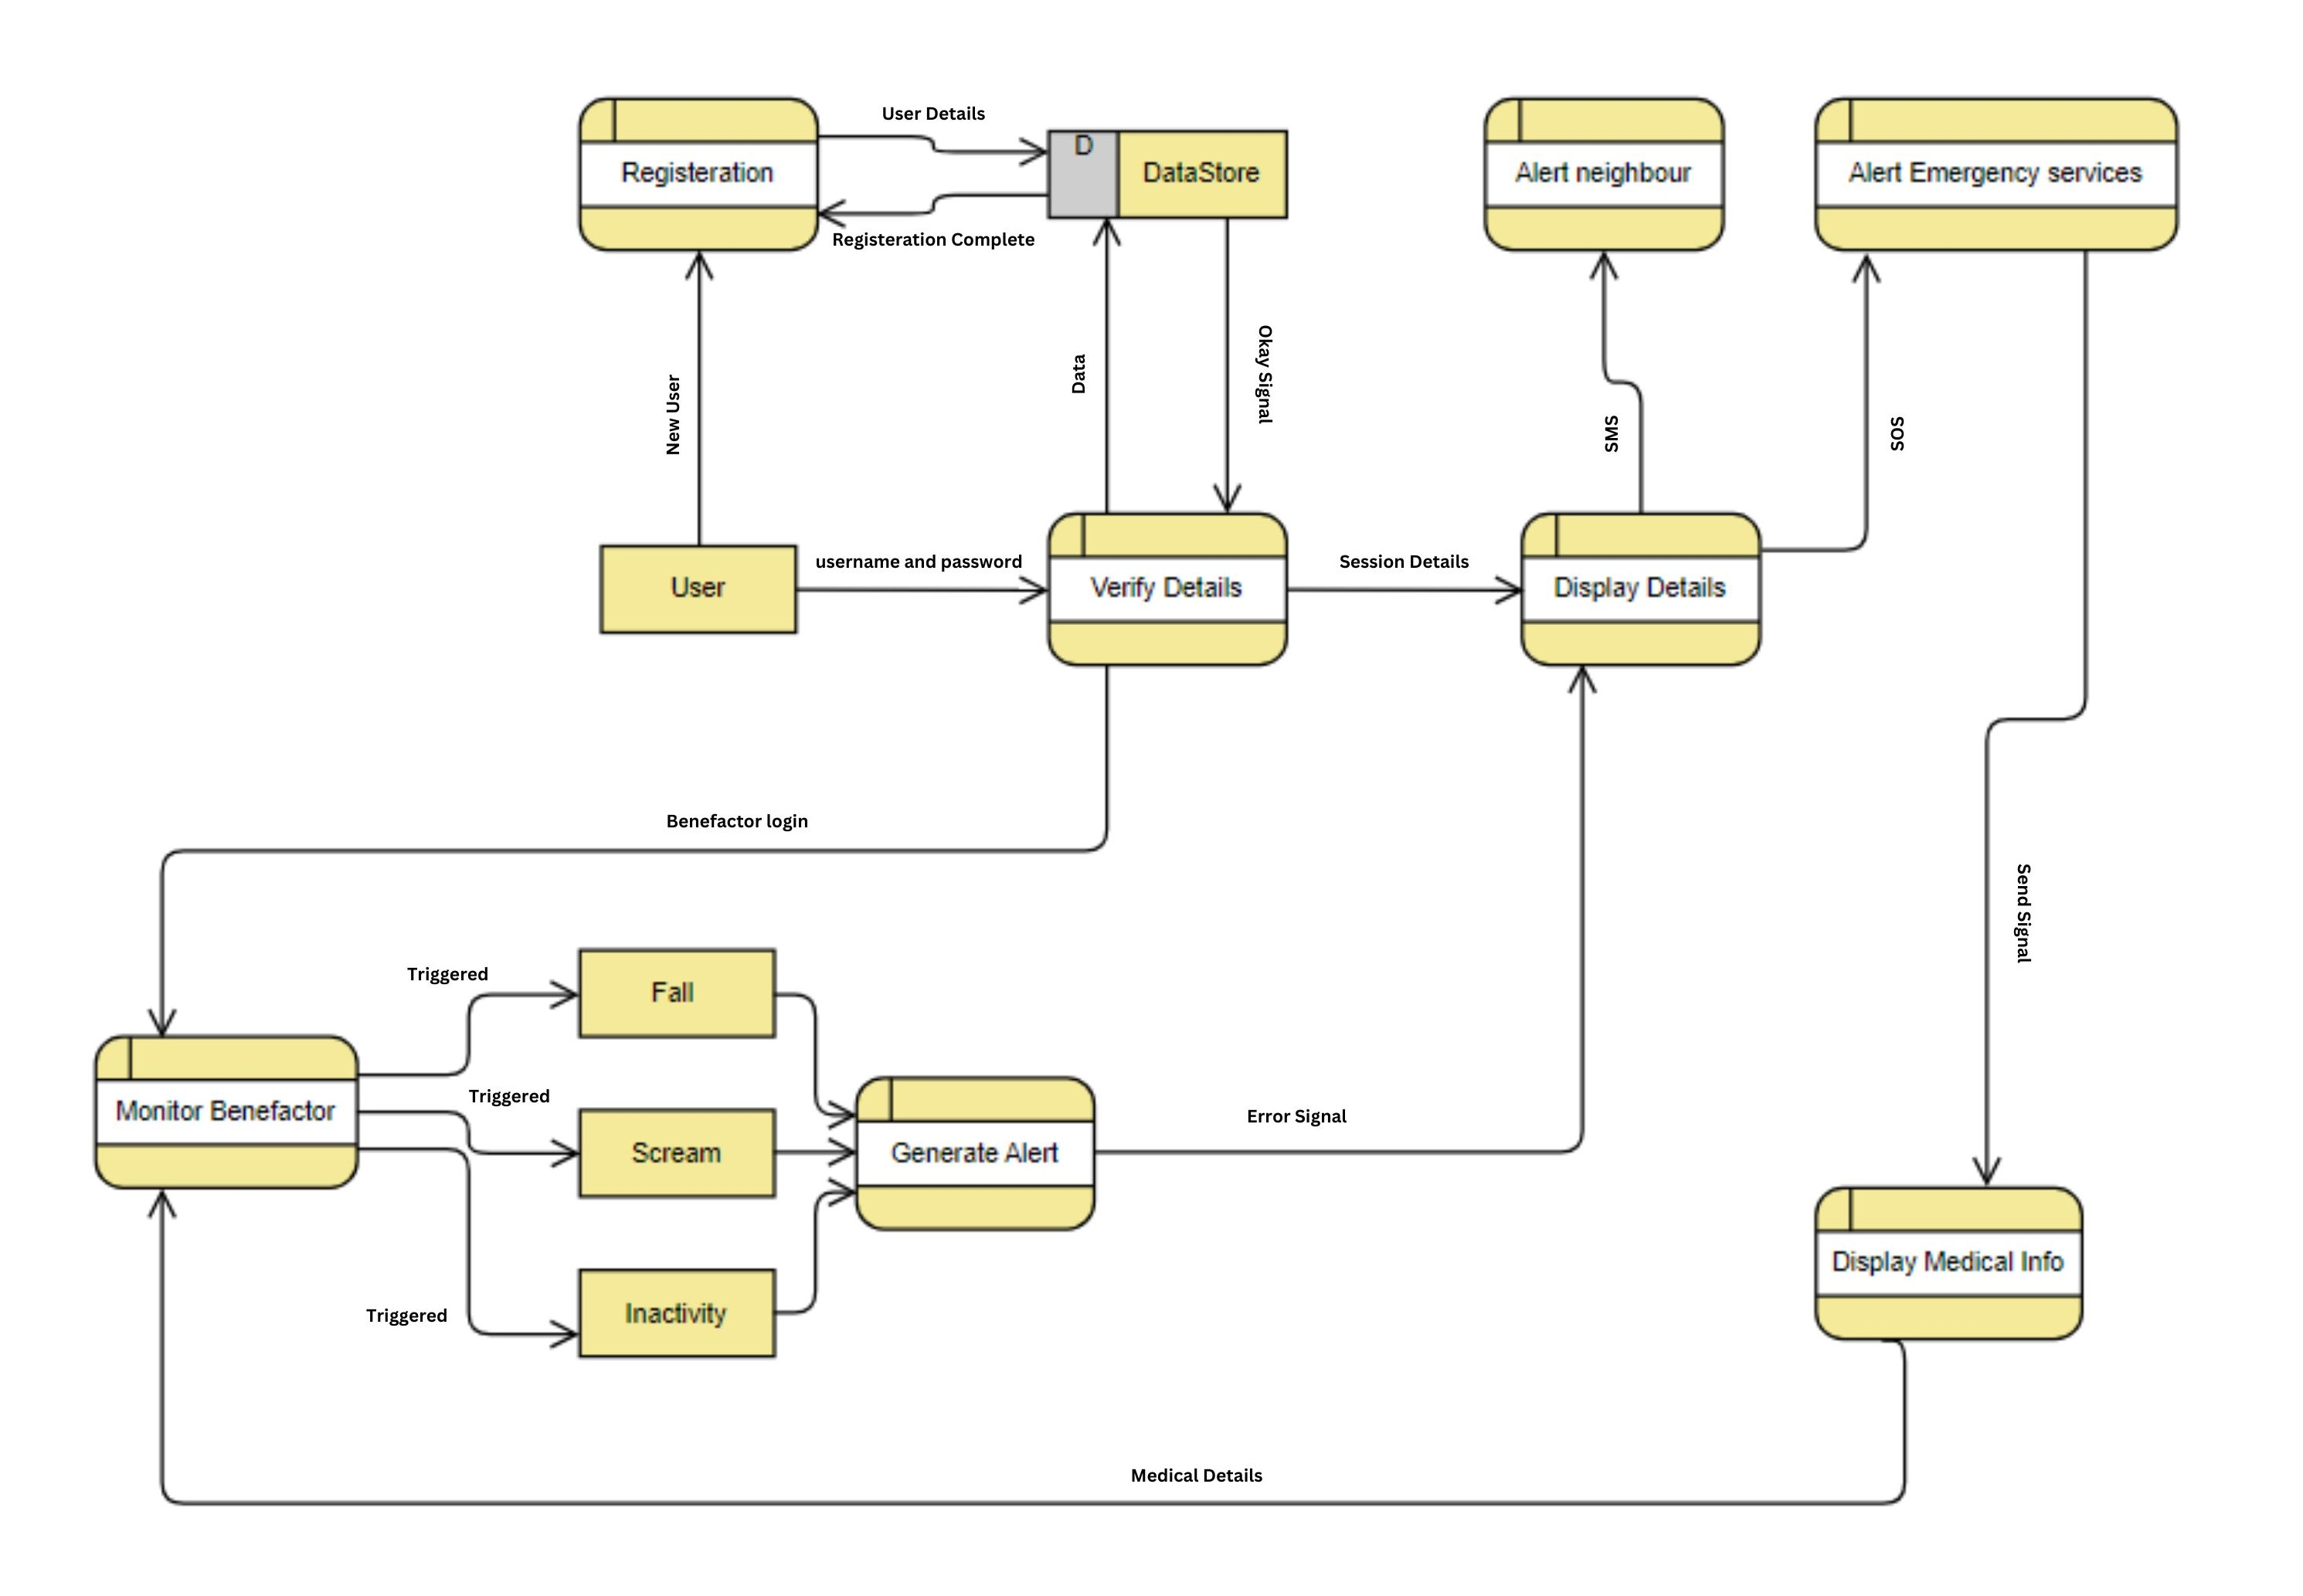 User Details
D
Registeration
DataStore
Alert neighbour
Alert Emergency services
Registeration Complete
New User
Data
Okay Signal
SMS
SOS
User
username and password
Verify Details
Session Details
Display Details
Benefactor login
Send Signal
Triggered
Fall
Triggered
Monitor Benefactor
Scream
Generate Alert
Error Signal
Triggered
Inactivity
Display Medical Info
Medical Details